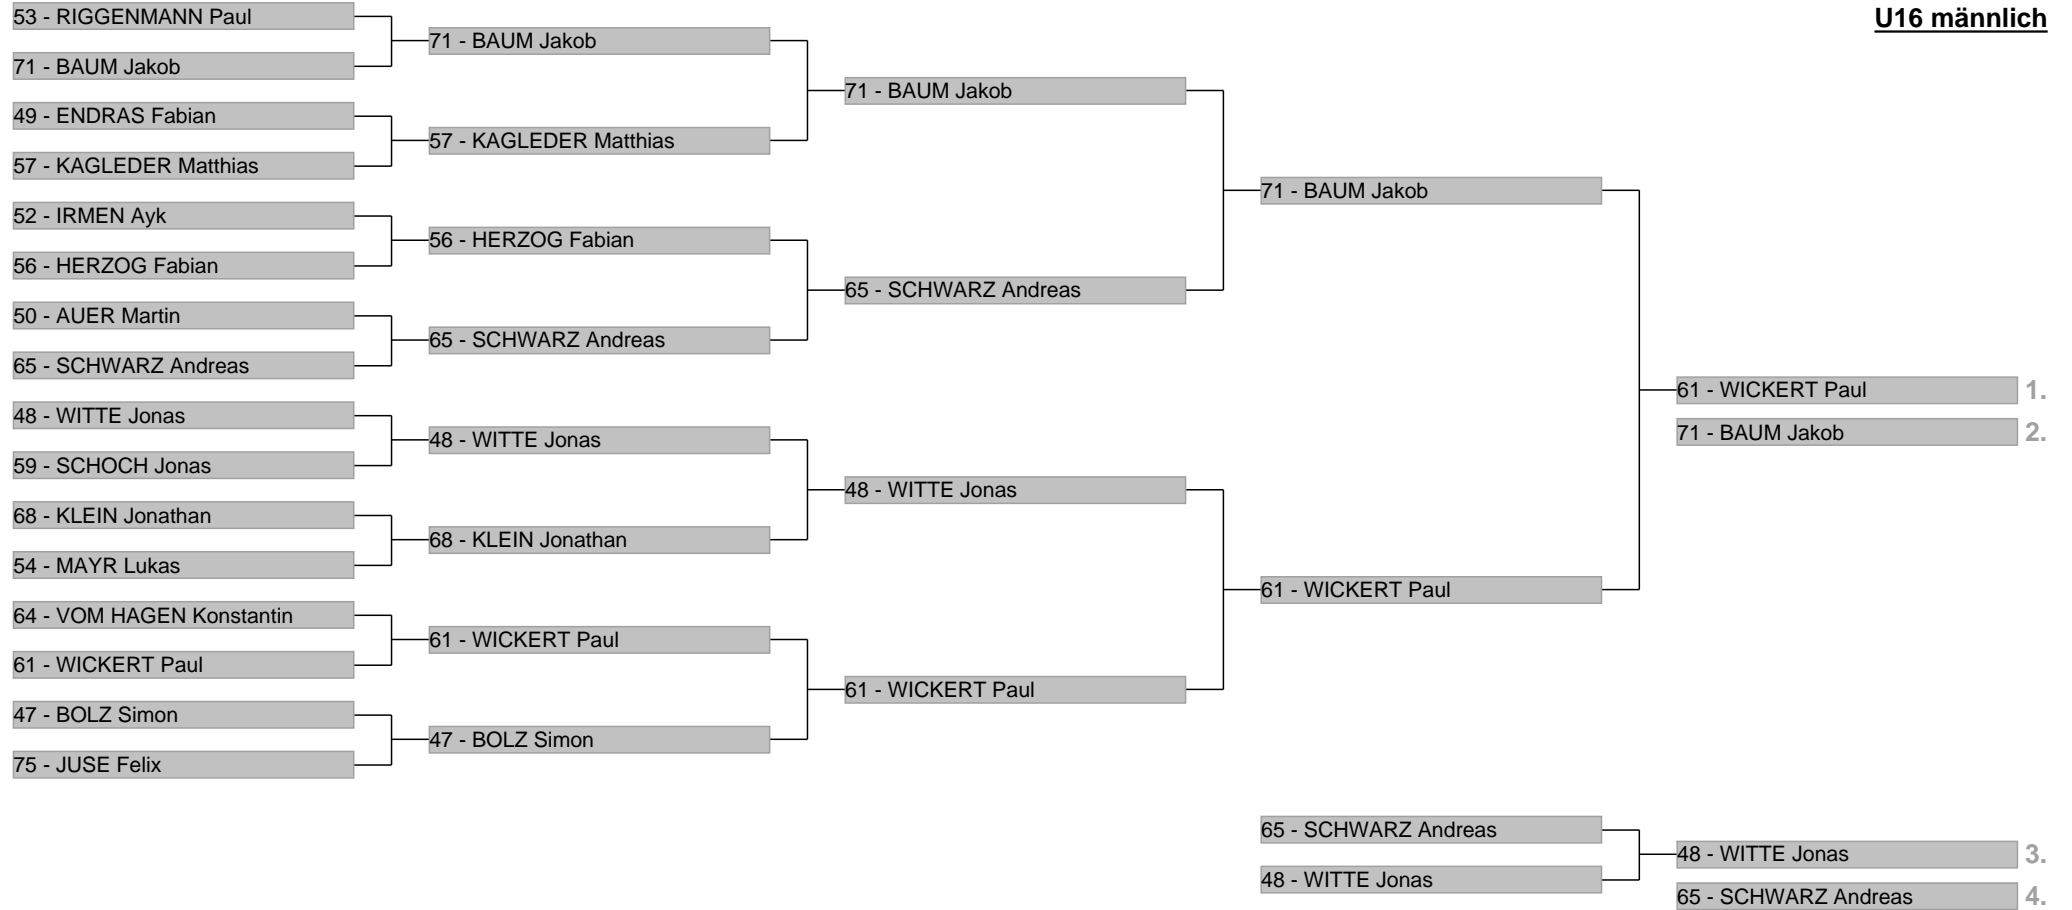 U16 männlich
53 - RIGGENMANN Paul
71 - BAUM Jakob
49 - ENDRAS Fabian
57 - KAGLEDER Matthias
52 - IRMEN Ayk
56 - HERZOG Fabian
50 - AUER Martin
65 - SCHWARZ Andreas
48 - WITTE Jonas
59 - SCHOCH Jonas
68 - KLEIN Jonathan
54 - MAYR Lukas
64 - VOM HAGEN Konstantin
61 - WICKERT Paul
47 - BOLZ Simon
75 - JUSE Felix
71 - BAUM Jakob
57 - KAGLEDER Matthias
56 - HERZOG Fabian
65 - SCHWARZ Andreas
48 - WITTE Jonas
68 - KLEIN Jonathan
61 - WICKERT Paul
47 - BOLZ Simon
71 - BAUM Jakob
65 - SCHWARZ Andreas
48 - WITTE Jonas
61 - WICKERT Paul
71 - BAUM Jakob
61 - WICKERT Paul
61 - WICKERT Paul 1.
71 - BAUM Jakob 2.
65 - SCHWARZ Andreas
48 - WITTE Jonas
48 - WITTE Jonas 3.
65 - SCHWARZ Andreas 4.